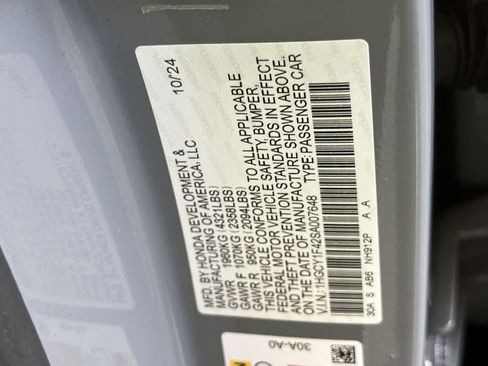 MFD. BY HONDA DEVELOPMENT & 10/24
MANUFACTURING OF AMERICA, LLC
GVWR 1960KG (4321LBS)
GAWR F 1070KG (2358LBS)
GAWR R 950KG (2094LBS)
THIS VEHICLE CONFORMS TO ALL APPLICABLE
FEDERAL MOTOR VEHICLE SAFETY, BUMPER,
AND THEFT PREVENTION STANDARDS IN EFFECT
ON THE DATE OF MANUFACTURE SHOWN ABOVE.
V.I.N.: 1HGCY1F42SA007648 TYPE:PASSENGER CAR
30A S AB6 NH912P A A
30A-A0